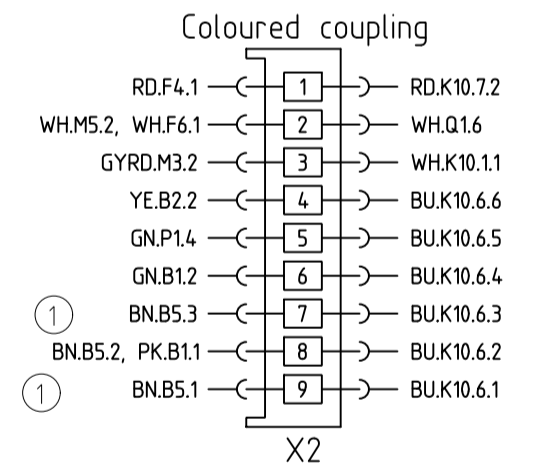 Coloured coupling
RD.F4.1 1 RD.K10.7.2
WH.M5.2, WH.F6.1 2 WH.Q1.6
GYRD.M3.2 3 WH.K10.1.1
YE.B2.2 4 BU.K10.6.6
GN.P1.4 5 BU.K10.6.5
GN.B1.2 6 BU.K10.6.4
1 BN.B5.3 7 BU.K10.6.3
BN.B5.2, PK.B1.1 8 BU.K10.6.2
1 BN.B5.1 9 BU.K10.6.1
X2